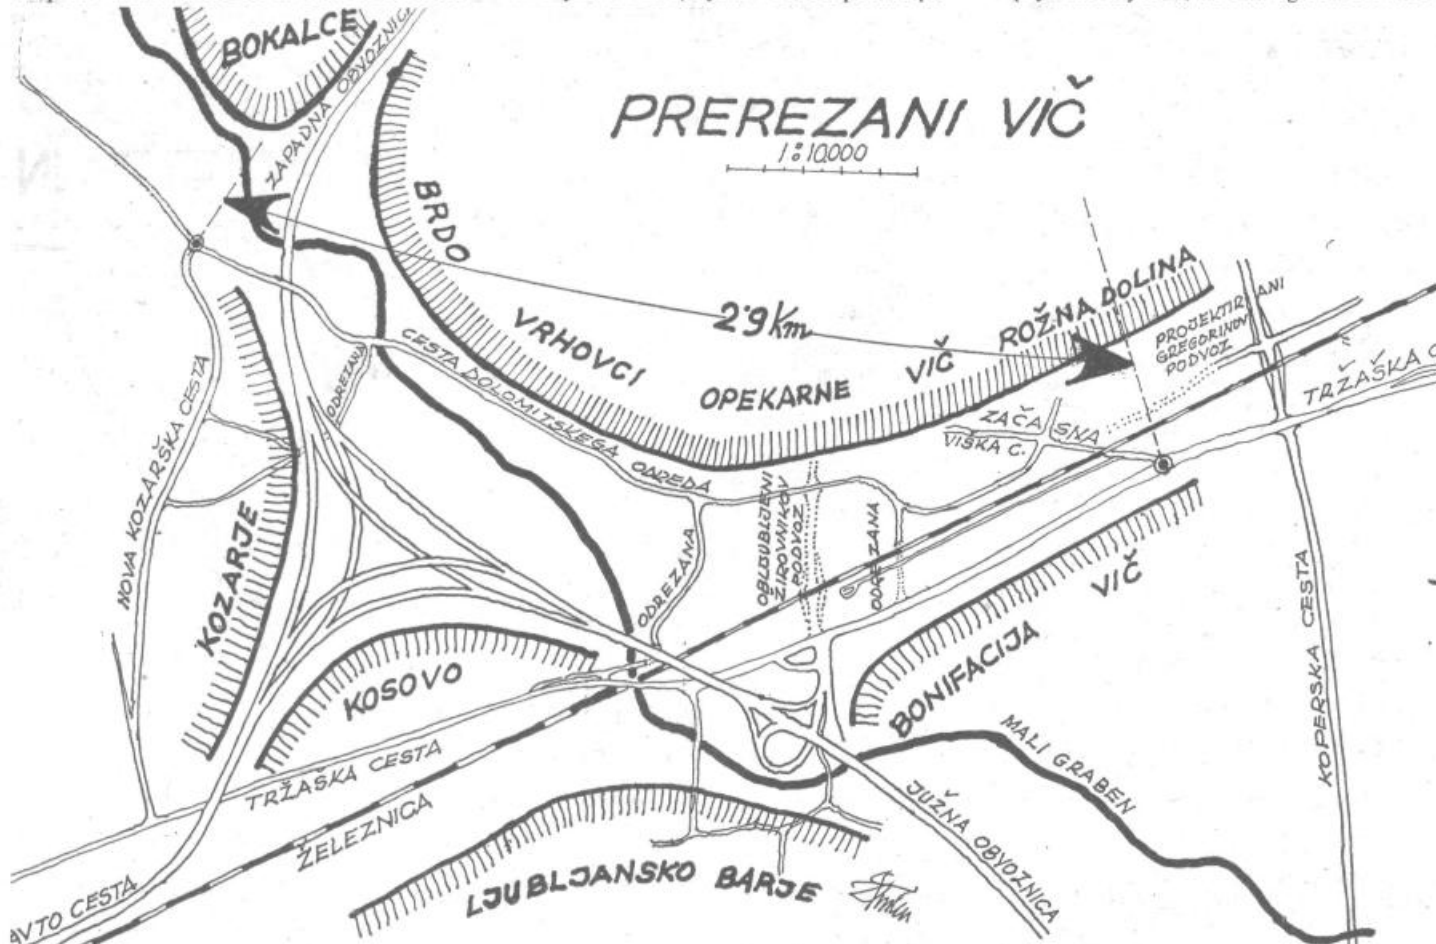 BOKALCE
ZAPADNA OBVOZNICA
PREREZANI VIČ
1:10.000
BRDO
2.9 Km
ROŽNA DOLINA
VRHOVCI
OPEKARNE
VIČ
PROJEKTIRANI
GREGORINOV
PODVOZ
TRŽAŠKA C
CESTA DOLOMITSKEGA ODREDA
ODREZANA
ZAČASNA
VIŠKA C.
NOVA KOZARŠKA CESTA
KOZARJE
OBLJUBLJENI
ŽIROVNIKOV
PODVOZ
ODREZANA
ODREZANA
VIČ
BONIFACIJA
KOPERSKA CESTA
KOSOVO
TRŽAŠKA CESTA
ŽELEZNICA
MALI GRABEN
JUŽNA OBVOZNICA
LJUBLJANSKO BARJE
AVTO CESTA